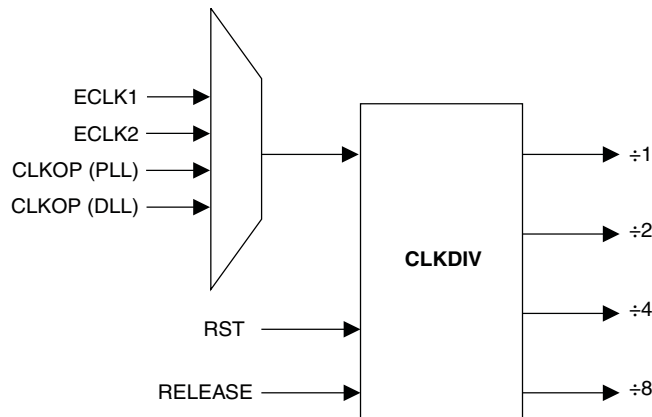 ECLK1
ECLK2
CLKOP (PLL)
CLKOP (DLL)
RST
RELEASE
CLKDIV
÷1
÷2
÷4
÷8